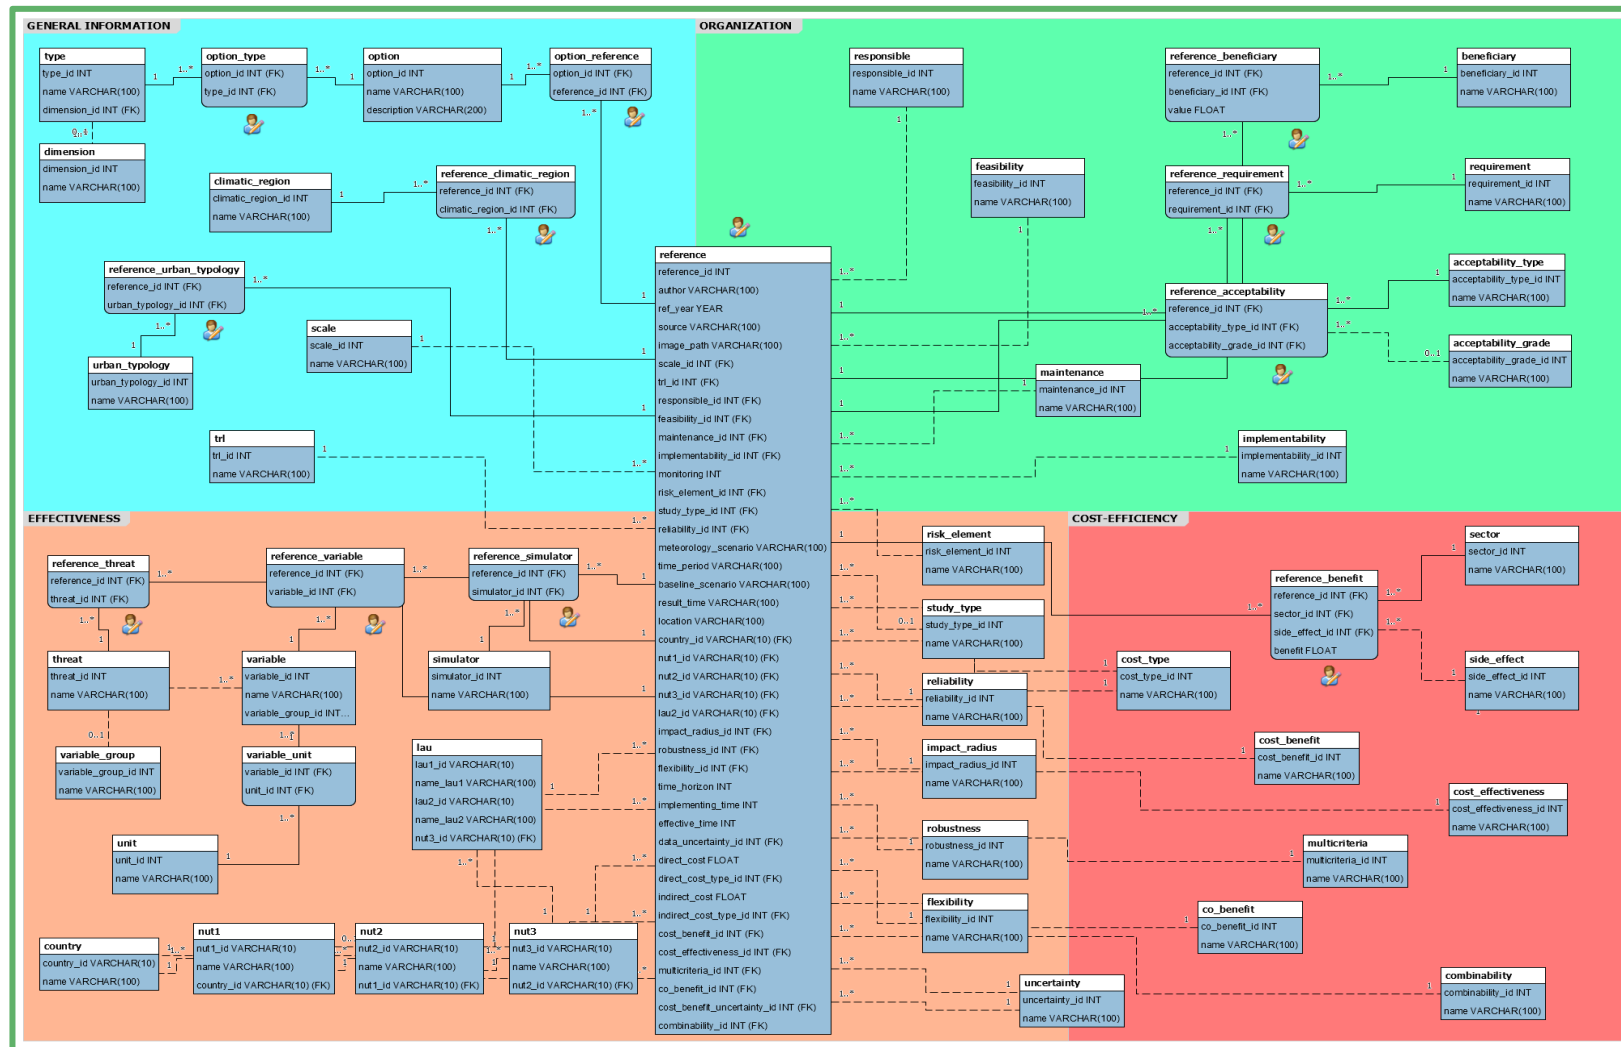 GENERAL INFORMATION
type
type_id INT
name VARCHAR(100)
dimension_id INT (FK)
option_type
option_id INT (FK)
type_id INT (FK)
option
option_id INT
name VARCHAR(100)
description VARCHAR(200)
option_reference
option_id INT (FK)
reference_id INT (FK)
dimension
dimension_id INT
name VARCHAR(100)
climatic_region
climatic_region_id INT
name VARCHAR(100)
reference_climatic_region
reference_id INT (FK)
climatic_region_id INT (FK)
reference_urban_typology
reference_id INT (FK)
urban_typology_id INT (FK)
urban_typology
urban_typology_id INT
name VARCHAR(100)
scale
scale_id INT
name VARCHAR(100)
trl
trl_id INT
name VARCHAR(100)
ORGANIZATION
responsible
responsible_id INT
name VARCHAR(100)
reference_beneficiary
reference_id INT (FK)
beneficiary_id INT (FK)
value FLOAT
beneficiary
beneficiary_id INT
name VARCHAR(100)
feasibility
feasibility_id INT
name VARCHAR(100)
reference_requirement
reference_id INT (FK)
requirement_id INT (FK)
requirement
requirement_id INT
name VARCHAR(100)
reference_acceptability
reference_id INT (FK)
acceptability_type_id INT (FK)
acceptability_grade_id INT (FK)
acceptability_type
acceptability_type_id INT
name VARCHAR(100)
acceptability_grade
acceptability_grade_id INT
name VARCHAR(100)
maintenance
maintenance_id INT
name VARCHAR(100)
implementability
implementability_id INT
name VARCHAR(100)
reference
reference_id INT
author VARCHAR(100)
ref_year YEAR
source VARCHAR(100)
image_path VARCHAR(100)
scale_id INT (FK)
trl_id INT (FK)
responsible_id INT (FK)
feasibility_id INT (FK)
maintenance_id INT (FK)
implementability_id INT (FK)
monitoring INT
risk_element_id INT (FK)
study_type_id INT (FK)
reliability_id INT (FK)
meteorology_scenario VARCHAR(100)
time_period VARCHAR(100)
baseline_scenario VARCHAR(100)
result_time VARCHAR(100)
location VARCHAR(100)
country_id VARCHAR(10) (FK)
nut1_id VARCHAR(10) (FK)
nut2_id VARCHAR(10) (FK)
nut3_id VARCHAR(10) (FK)
lau2_id VARCHAR(10) (FK)
impact_radius_id INT (FK)
robustness_id INT (FK)
flexibility_id INT (FK)
time_horizon INT
implementing_time INT
effective_time INT
data_uncertainty_id INT (FK)
direct_cost FLOAT
direct_cost_type_id INT (FK)
indirect_cost FLOAT
indirect_cost_type_id INT (FK)
cost_benefit_id INT (FK)
cost_effectiveness_id INT (FK)
multicriteria_id INT (FK)
co_benefit_id INT (FK)
cost_benefit_uncertainty_id INT (FK)
combinability_id INT (FK)
EFFECTIVENESS
reference_threat
reference_id INT (FK)
threat_id INT (FK)
reference_variable
reference_id INT (FK)
variable_id INT (FK)
reference_simulator
reference_id INT (FK)
simulator_id INT (FK)
threat
threat_id INT
name VARCHAR(100)
variable
variable_id INT
name VARCHAR(100)
variable_group_id INT...
simulator
simulator_id INT
name VARCHAR(100)
variable_group
variable_group_id INT
name VARCHAR(100)
variable_unit
variable_id INT (FK)
unit_id INT (FK)
lau
lau1_id VARCHAR(10)
name_lau1 VARCHAR(100)
lau2_id VARCHAR(10)
name_lau2 VARCHAR(100)
nut3_id VARCHAR(10) (FK)
unit
unit_id INT
name VARCHAR(100)
country
country_id VARCHAR(10)
name VARCHAR(100)
nut1
nut1_id VARCHAR(10)
name VARCHAR(100)
country_id VARCHAR(10) (FK)
nut2
nut2_id VARCHAR(10)
name VARCHAR(100)
nut1_id VARCHAR(10) (FK)
nut3
nut3_id VARCHAR(10)
name VARCHAR(100)
nut2_id VARCHAR(10) (FK)
risk_element
risk_element_id INT
name VARCHAR(100)
study_type
study_type_id INT
name VARCHAR(100)
reliability
reliability_id INT
name VARCHAR(100)
impact_radius
impact_radius_id INT
name VARCHAR(100)
robustness
robustness_id INT
name VARCHAR(100)
flexibility
flexibility_id INT
name VARCHAR(100)
uncertainty
uncertainty_id INT
name VARCHAR(100)
COST-EFFICIENCY
sector
sector_id INT
name VARCHAR(100)
reference_benefit
reference_id INT (FK)
sector_id INT (FK)
side_effect_id INT (FK)
benefit FLOAT
side_effect
side_effect_id INT
name VARCHAR(100)
cost_type
cost_type_id INT
name VARCHAR(100)
cost_benefit
cost_benefit_id INT
name VARCHAR(100)
cost_effectiveness
cost_effectiveness_id INT
name VARCHAR(100)
multicriteria
multicriteria_id INT
name VARCHAR(100)
co_benefit
co_benefit_id INT
name VARCHAR(100)
combinability
combinability_id INT
name VARCHAR(100)